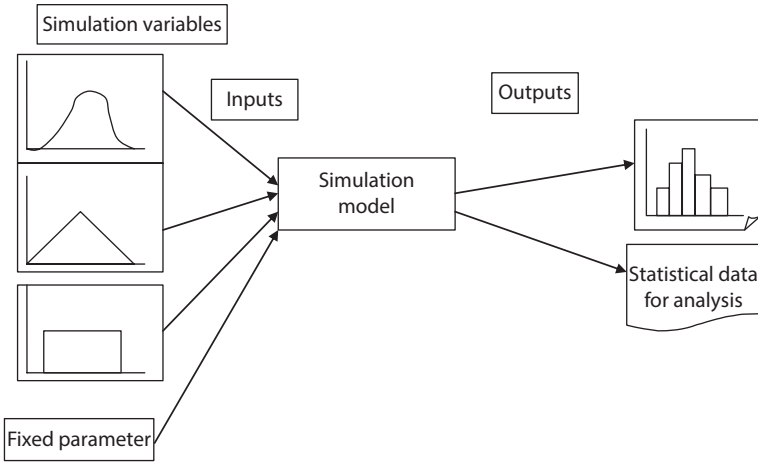 Simulation variables
Inputs
Outputs
Simulation
model
Statistical data
for analysis
Fixed parameter